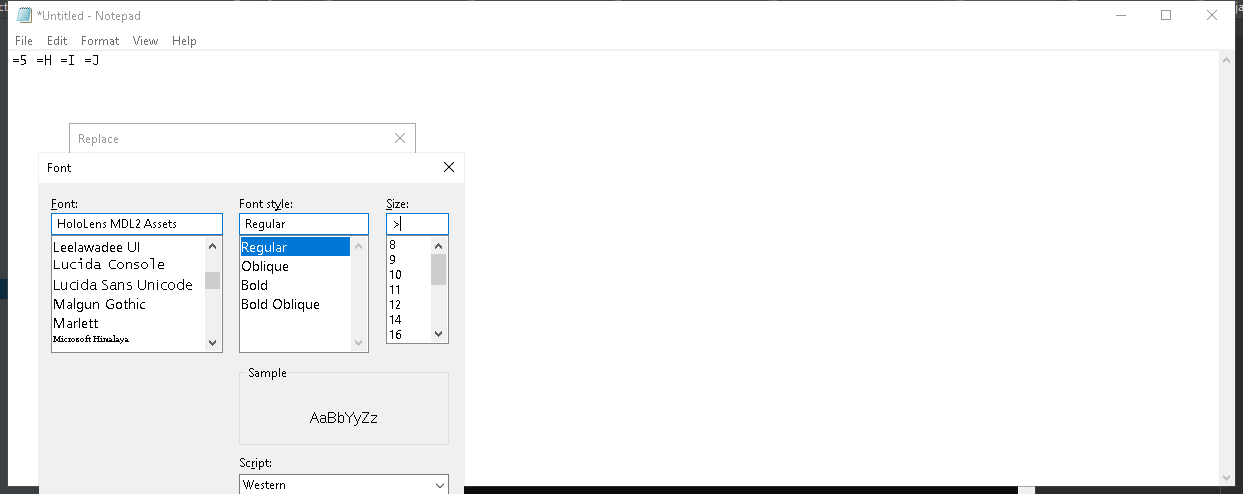 *Untitled - Notepad
File Edit Format View Help
=5 =H =I =J
Replace
Font
Font:
HoloLens MDL2 Assets
Leelawadee UI
Lucida Console
Lucida Sans Unicode
Malgun Gothic
Marlett
Microsoft Himalaya
Font style:
Regular
Regular
Oblique
Bold
Bold Oblique
Size:
>
8
9
10
11
12
14
16
Sample
AaBbYyZz
Script:
Western